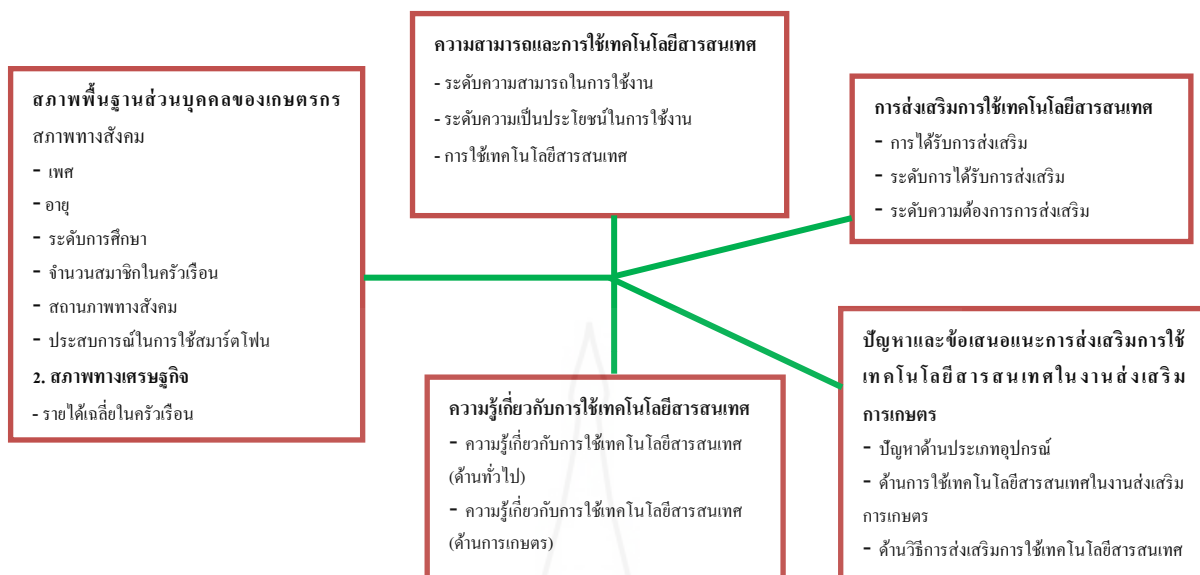 สภาพพื้นฐานส่วนบุคคลของเกษตรกร
สภาพทางสังคม
- เพศ
- อายุ
- ระดับการศึกษา
- จำนวนสมาชิกในครัวเรือน
- สถานภาพทางสังคม
- ประสบการณ์ในการใช้สมาร์ตโฟน
2. สภาพทางเศรษฐกิจ
- รายได้เฉลี่ยในครัวเรือน
ความสามารถและการใช้เทคโนโลยีสารสนเทศ
- ระดับความสามารถในการใช้งาน
- ระดับความเป็นประโยชน์ในการใช้งาน
- การใช้เทคโนโลยีสารสนเทศ
ความรู้เกี่ยวกับการใช้เทคโนโลยีสารสนเทศ
- ความรู้เกี่ยวกับการใช้เทคโนโลยีสารสนเทศ
(ด้านทั่วไป)
- ความรู้เกี่ยวกับการใช้เทคโนโลยีสารสนเทศ
(ด้านการเกษตร)
การส่งเสริมการใช้เทคโนโลยีสารสนเทศ
- การได้รับการส่งเสริม
- ระดับการได้รับการส่งเสริม
- ระดับความต้องการการส่งเสริม
ปัญหาและข้อเสนอแนะการส่งเสริมการใช้
เทคโนโลยีสารสนเทศในงานส่งเสริม
การเกษตร
- ปัญหาด้านประเภทอุปกรณ์
- ด้านการใช้เทคโนโลยีสารสนเทศในงานส่งเสริม
การเกษตร
- ด้านวิธีการส่งเสริมการใช้เทคโนโลยีสารสนเทศ